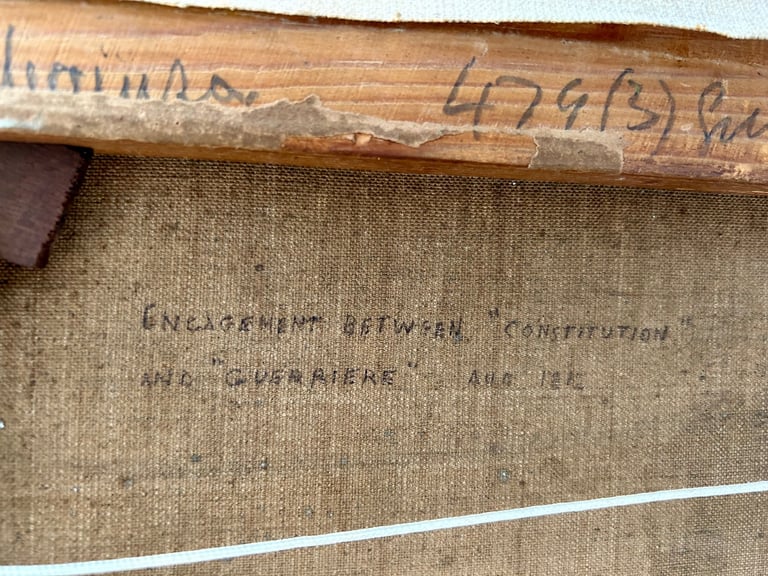 479(3)
ENGAGEMENT BETWEEN "CONSTITUTION"
AND "GUERRIERE" AUG 1812